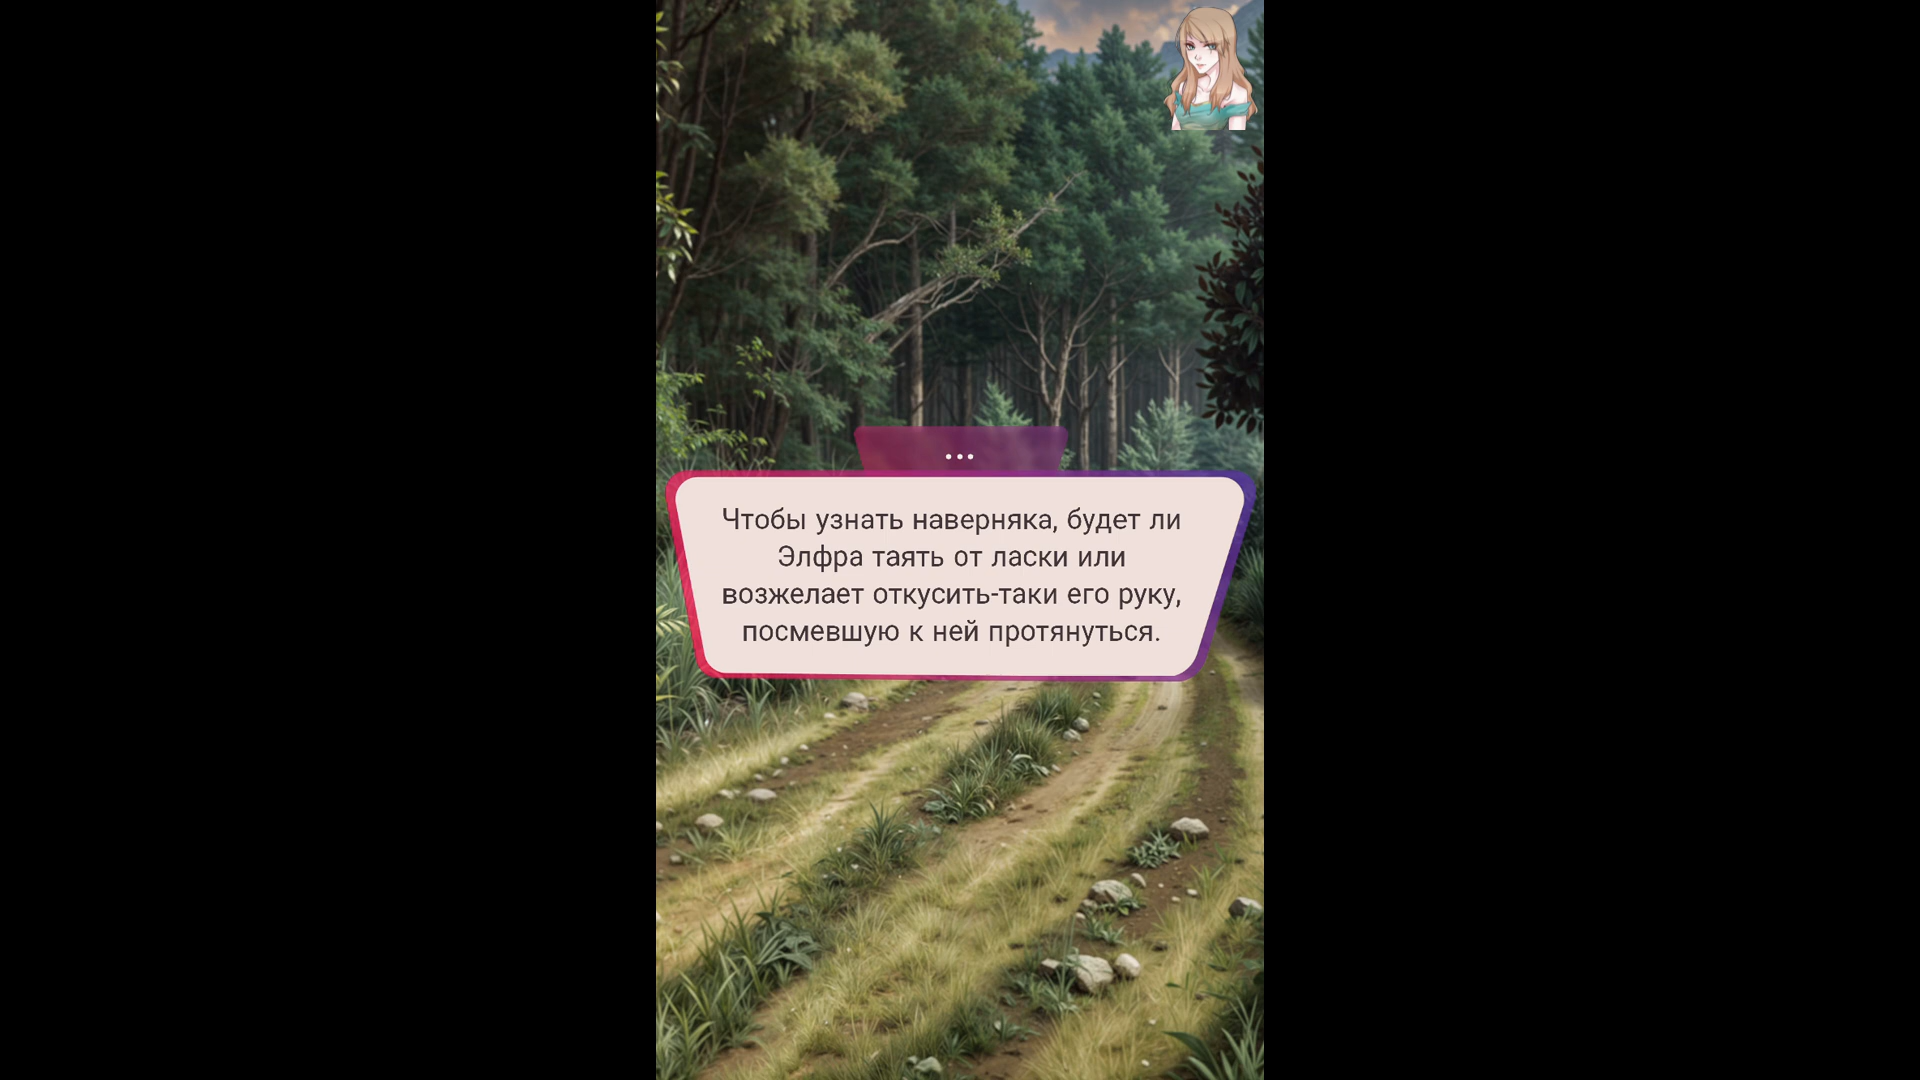 ...
Чтобы узнать наверняка, будет ли
Элфра таять от ласки или
возжелает откусить-таки его руку,
посмевшую к ней протянуться.